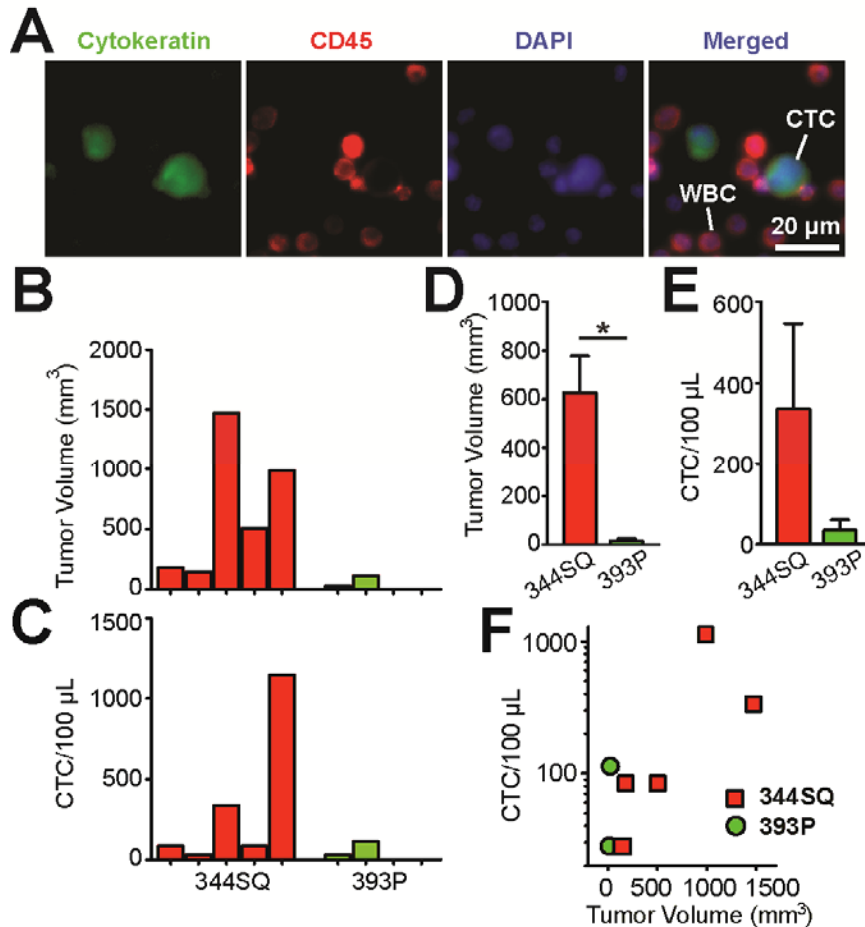 A
Cytokeratin CD45 DAPI Merged
CTC
WBC
20 µm
B
Tumor Volume (mm³)
2000
1500
1000
500
0
C
CTC/100 µL
1500
1000
500
0
344SQ 393P
D
Tumor Volume (mm³)
1000
800
600
400
200
0
*
344SQ 393P
E
CTC/100 µL
600
400
200
0
344SQ 393P
F
CTC/100 µL
1000
100
344SQ
393P
0 500 1000 1500
Tumor Volume (mm³)